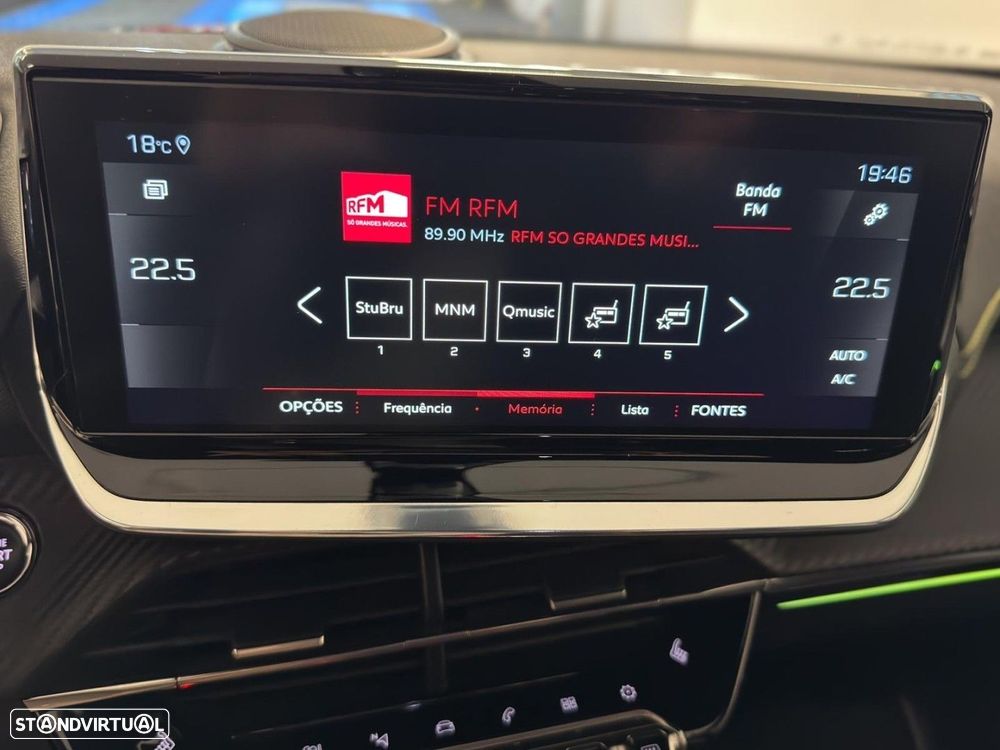 18°C
19:46
RFM
SÓ GRANDES MÚSICAS.
FM RFM
89.90 MHz RFM SO GRANDES MUSI...
Banda
FM
22.5
22.5
StuBru
MNM
Qmusic
1
2
3
4
5
AUTO
A/C
OPÇÕES
Frequência
Memória
Lista
FONTES
STANDVIRTUAL